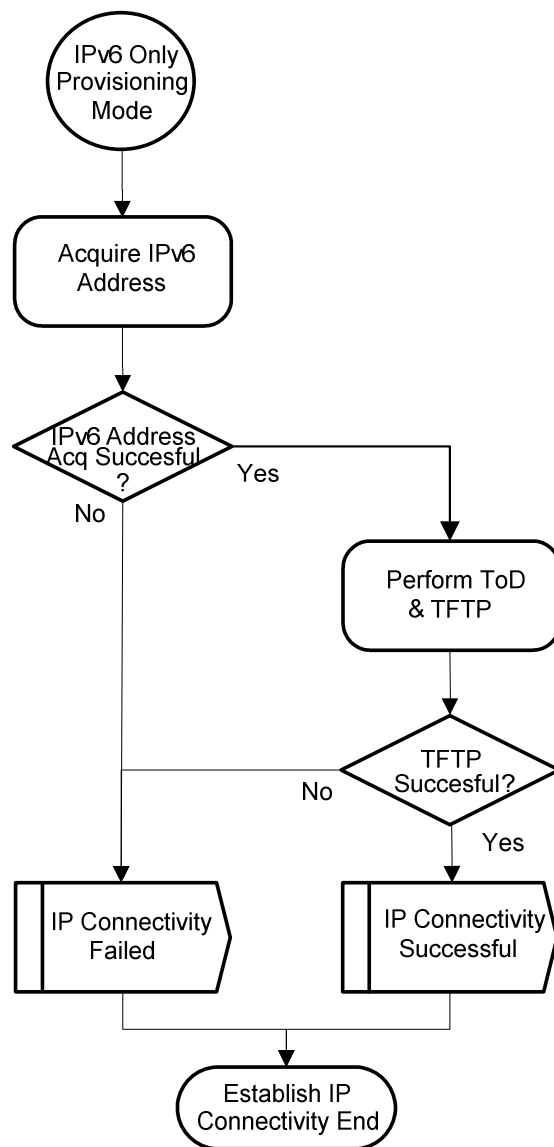 IPv6 Only
Provisioning
Mode
Acquire IPv6
Address
IPv6 Address
Acq Succesful
?
Yes
No
Perform ToD
& TFTP
TFTP
Succesful?
No
Yes
IP Connectivity
Failed
IP Connectivity
Successful
Establish IP
Connectivity End